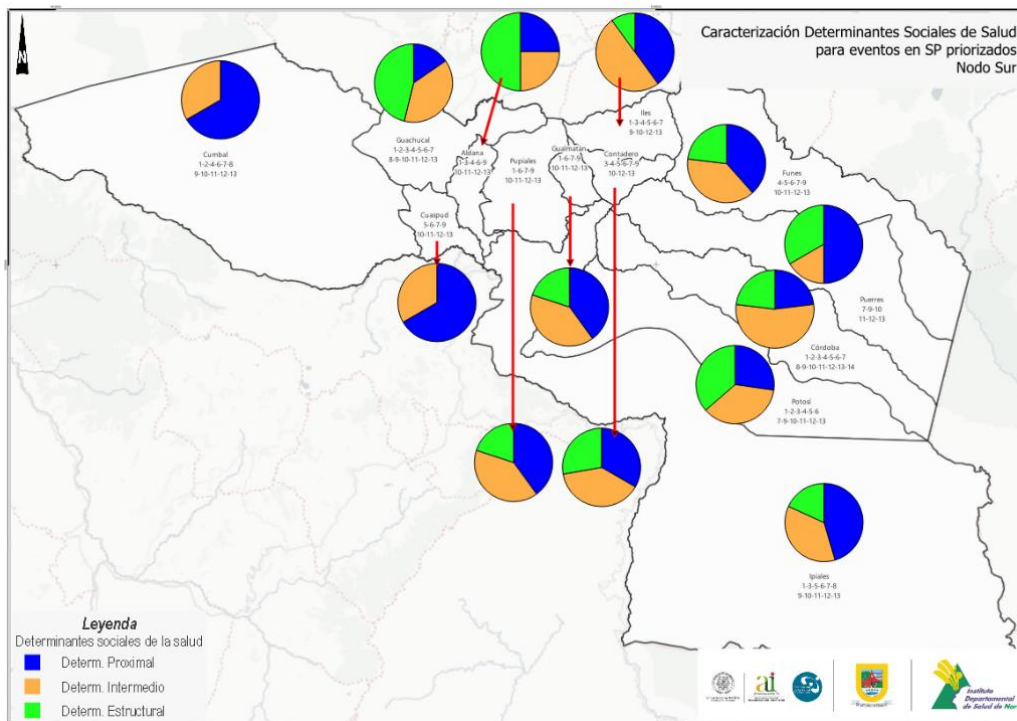 Caracterización Determinantes Sociales de Salud
para eventos en SP priorizados
Nodo Sur
N
Cumbal
1-2-4-6-7-8
9-10-11-12-13
Guachucal
1-2-3-4-5-6-7
8-9-10-11-12-13
Aldana
1-3-4-6-9
10-11-12-13
Pupiales
1-6-7-9
10-11-12-13
Gualmatán
1-6-7-9
10-11-12-13
Iles
1-3-4-5-6-7
9-10-12-13
Contadero
3-4-5-6-7-9
10-12-13
Funes
4-5-6-7-9
10-11-12-13
Cuaspud
5-6-7-9
10-11-12-13
Puerres
7-9-10
11-12-13
Córdoba
1-2-3-4-5-6-7
8-9-10-11-12-13-14
Potosí
1-2-3-4-5-6
7-9-10-11-12-13
Ipiales
1-3-5-6-7-8
9-10-11-12-13
Leyenda
Determinantes sociales de la salud
Determ. Proximal
Determ. Intermedio
Determ. Estructural
ai
Instituto
Departamental
de Salud de Nar